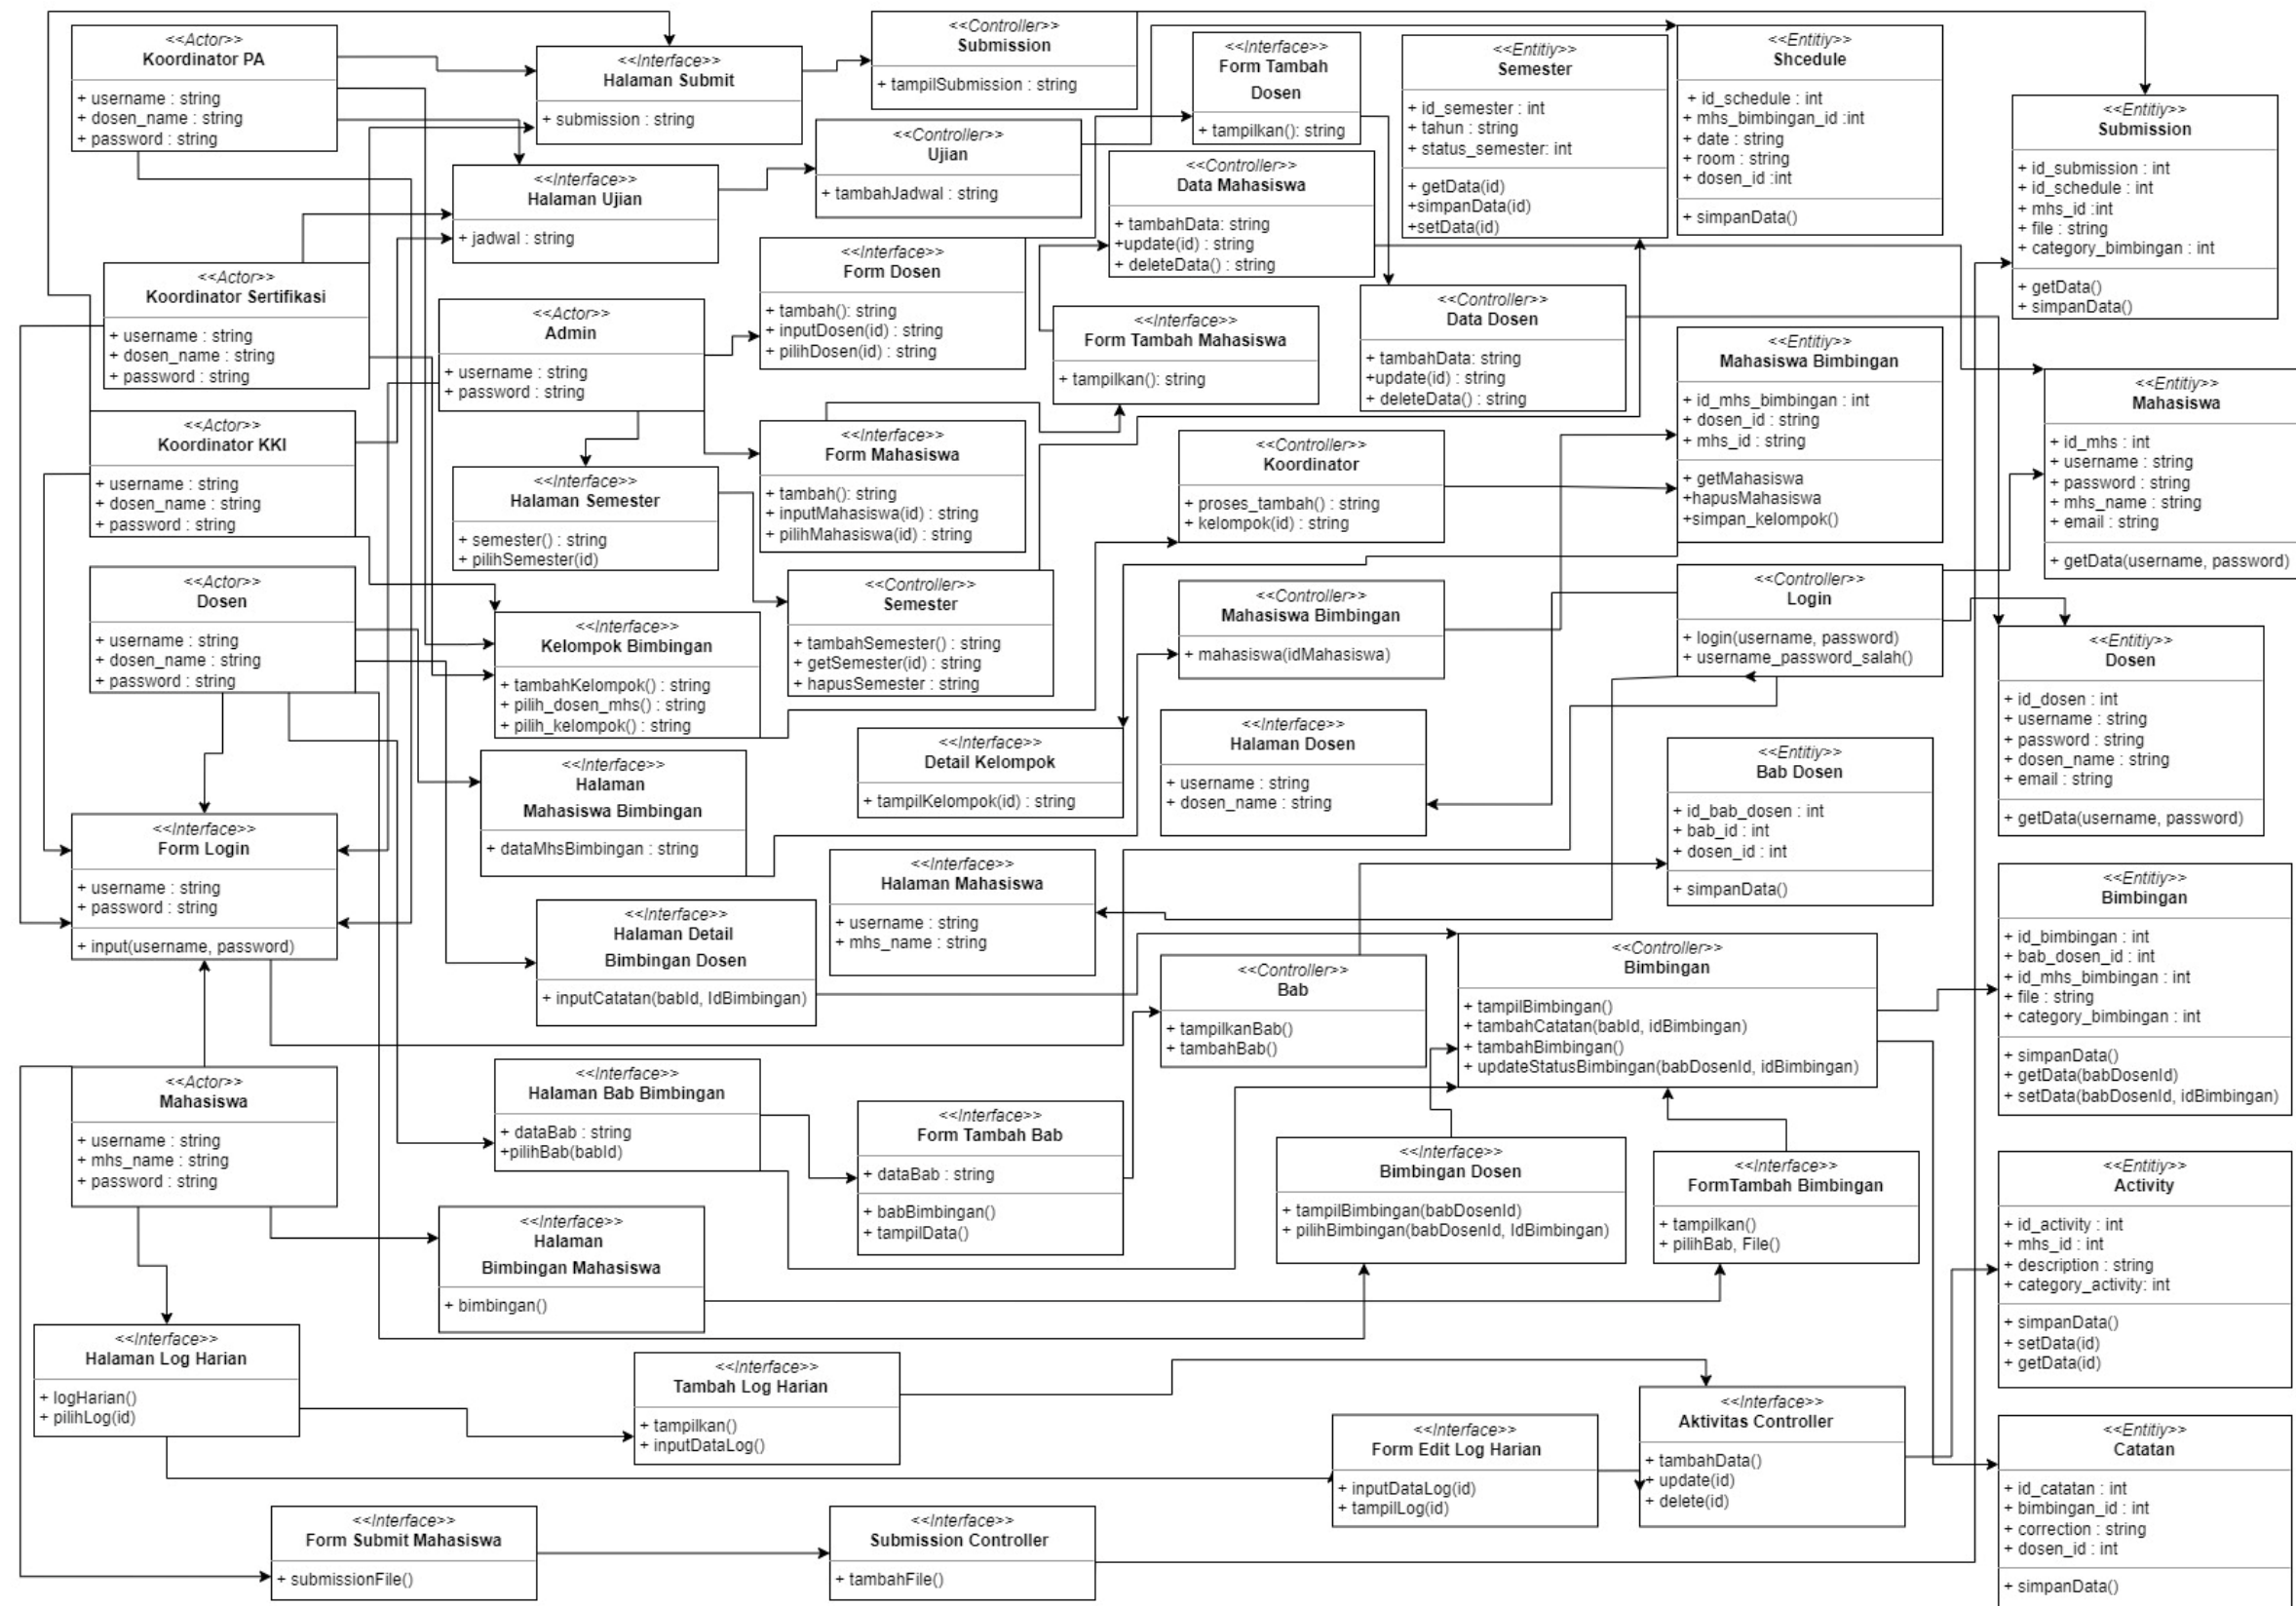 <<Actor>>
Koordinator PA
+ username : string
+ dosen_name : string
+ password : string
<<Interface>>
Halaman Submit
+ submission : string
<<Controller>>
Submission
+ tampilSubmission : string
<<Interface>>
Form Tambah
Dosen
+ tampilkan(): string
<<Entitiy>>
Semester
+ id_semester : int
+ tahun : string
+ status_semester: int
+ getData(id)
+simpanData(id)
+setData(id)
<<Entitiy>>
Shcedule
+ id_schedule : int
+ mhs_bimbingan_id :int
+ date : string
+ room : string
+ dosen_id :int
+ simpanData()
<<Entitiy>>
Submission
+ id_submission : int
+ id_schedule : int
+ mhs_id :int
+ file : string
+ category_bimbingan : int
+ getData()
+ simpanData()
<<Interface>>
Halaman Ujian
+ jadwal : string
<<Controller>>
Ujian
+ tambahJadwal : string
<<Controller>>
Data Mahasiswa
+ tambahData: string
+update(id) : string
+ deleteData() : string
<<Actor>>
Koordinator Sertifikasi
+ username : string
+ dosen_name : string
+ password : string
<<Actor>>
Admin
+ username : string
+ password : string
<<Interface>>
Form Dosen
+ tambah(): string
+ inputDosen(id) : string
+ pilihDosen(id) : string
<<Interface>>
Form Tambah Mahasiswa
+ tampilkan(): string
<<Controller>>
Data Dosen
+ tambahData: string
+update(id) : string
+ deleteData() : string
<<Entitiy>>
Mahasiswa Bimbingan
+ id_mhs_bimbingan : int
+ dosen_id : string
+ mhs_id : string
+ getMahasiswa
+hapusMahasiswa
+simpan_kelompok()
<<Entitiy>>
Mahasiswa
+ id_mhs : int
+ username : string
+ password : string
+ mhs_name : string
+ email : string
+ getData(username, password)
<<Actor>>
Koordinator KKI
+ username : string
+ dosen_name : string
+ password : string
<<Interface>>
Halaman Semester
+ semester() : string
+ pilihSemester(id)
<<Interface>>
Form Mahasiswa
+ tambah(): string
+ inputMahasiswa(id) : string
+ pilihMahasiswa(id) : string
<<Controller>>
Koordinator
+ proses_tambah() : string
+ kelompok(id) : string
<<Actor>>
Dosen
+ username : string
+ dosen_name : string
+ password : string
<<Interface>>
Kelompok Bimbingan
+ tambahKelompok() : string
+ pilih_dosen_mhs() : string
+ pilih_kelompok() : string
<<Controller>>
Semester
+ tambahSemester() : string
+ getSemester(id) : string
+ hapusSemester : string
<<Controller>>
Mahasiswa Bimbingan
+ mahasiswa(idMahasiswa)
<<Controller>>
Login
+ login(username, password)
+ username_password_salah()
<<Entitiy>>
Dosen
+ id_dosen : int
+ username : string
+ password : string
+ dosen_name : string
+ email : string
+ getData(username, password)
<<Interface>>
Halaman
Mahasiswa Bimbingan
+ dataMhsBimbingan : string
<<Interface>>
Detail Kelompok
+ tampilKelompok(id) : string
<<Interface>>
Halaman Dosen
+ username : string
+ dosen_name : string
<<Entitiy>>
Bab Dosen
+ id_bab_dosen : int
+ bab_id : int
+ dosen_id : int
+ simpanData()
<<Interface>>
Form Login
+ username : string
+ password : string
+ input(username, password)
<<Interface>>
Halaman Detail
Bimbingan Dosen
+ inputCatatan(babId, IdBimbingan)
<<Interface>>
Halaman Mahasiswa
+ username : string
+ mhs_name : string
<<Controller>>
Bab
+ tampilkanBab()
+ tambahBab()
<<Controller>>
Bimbingan
+ tampilBimbingan()
+ tambahCatatan(babId, idBimbingan)
+ tambahBimbingan()
+ updateStatusBimbingan(babDosenId, idBimbingan)
<<Entitiy>>
Bimbingan
+ id_bimbingan : int
+ bab_dosen_id : int
+ id_mhs_bimbingan : int
+ file : string
+ category_bimbingan : int
+ simpanData()
+ getData(babDosenId)
+ setData(babDosenId, idBimbingan)
<<Actor>>
Mahasiswa
+ username : string
+ mhs_name : string
+ password : string
<<Interface>>
Halaman Bab Bimbingan
+ dataBab : string
+pilihBab(babId)
<<Interface>>
Form Tambah Bab
+ dataBab : string
+ babBimbingan()
+ tampilData()
<<Interface>>
Bimbingan Dosen
+ tampilBimbingan(babDosenId)
+ pilihBimbingan(babDosenId, IdBimbingan)
<<Interface>>
FormTambah Bimbingan
+ tampilkan()
+ pilihBab, File()
<<Entitiy>>
Activity
+ id_activity : int
+ mhs_id : int
+ description : string
+ category_activity: int
+ simpanData()
+ setData(id)
+ getData(id)
<<Interface>>
Halaman
Bimbingan Mahasiswa
+ bimbingan()
<<Interface>>
Halaman Log Harian
+ logHarian()
+ pilihLog(id)
<<Interface>>
Tambah Log Harian
+ tampilkan()
+ inputDataLog()
<<Interface>>
Form Edit Log Harian
+ inputDataLog(id)
+ tampilLog(id)
<<Interface>>
Aktivitas Controller
+ tambahData()
+ update(id)
+ delete(id)
<<Entitiy>>
Catatan
+ id_catatan : int
+ bimbingan_id : int
+ correction : string
+ dosen_id : int
+ simpanData()
<<Interface>>
Form Submit Mahasiswa
+ submissionFile()
<<Interface>>
Submission Controller
+ tambahFile()